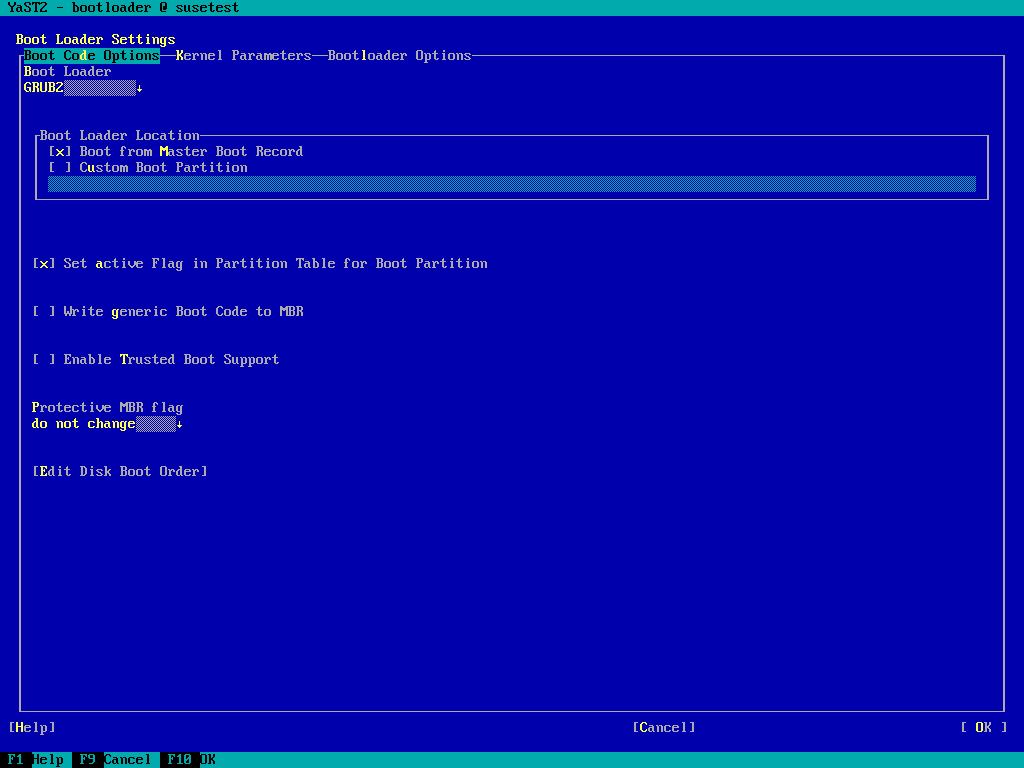 YaST2 - bootloader @ susetest
Boot Loader Settings
Boot Code Options Kernel Parameters Bootloader Options
Boot Loader
GRUB2 ↓
Boot Loader Location
[x] Boot from Master Boot Record
[ ] Custom Boot Partition
[x] Set active Flag in Partition Table for Boot Partition
[ ] Write generic Boot Code to MBR
[ ] Enable Trusted Boot Support
Protective MBR flag
do not change ↓
[Edit Disk Boot Order]
[Help] [Cancel] [ OK ]
F1 Help F9 Cancel F10 OK